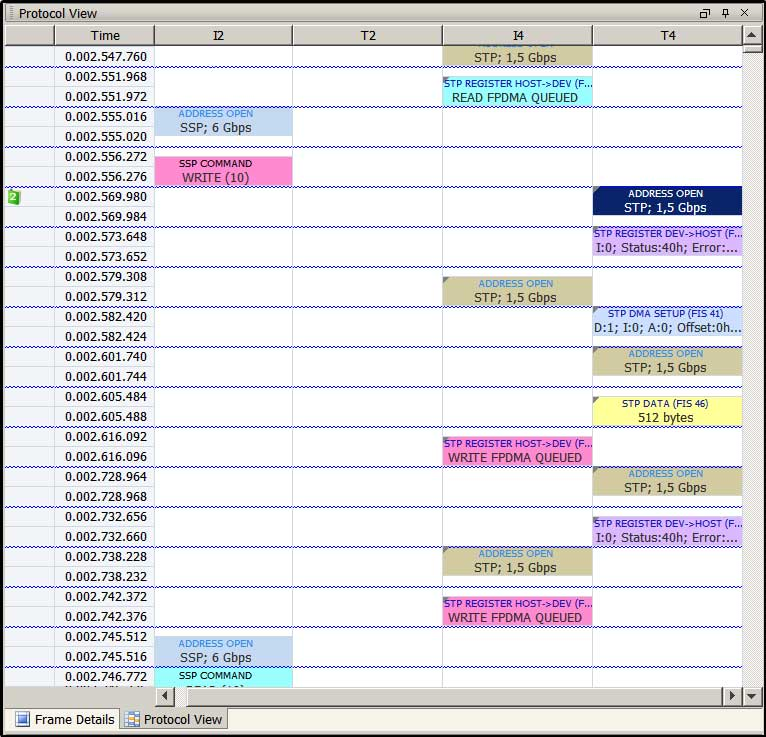 Protocol View
Time I2 T2 I4 T4
0.002.547.760 STP; 1,5 Gbps
0.002.551.968 STP REGISTER HOST->DEV (F...
0.002.551.972 READ FPDMA QUEUED
0.002.555.016 ADDRESS OPEN
0.002.555.020 SSP; 6 Gbps
0.002.556.272 SSP COMMAND
0.002.556.276 WRITE (10)
2 0.002.569.980 ADDRESS OPEN
0.002.569.984 STP; 1,5 Gbps
0.002.573.648 STP REGISTER DEV->HOST (F...
0.002.573.652 I:0; Status:40h; Error:...
0.002.579.308 ADDRESS OPEN
0.002.579.312 STP; 1,5 Gbps
0.002.582.420 STP DMA SETUP (FIS 41)
0.002.582.424 D:1; I:0; A:0; Offset:0h...
0.002.601.740 ADDRESS OPEN
0.002.601.744 STP; 1,5 Gbps
0.002.605.484 STP DATA (FIS 46)
0.002.605.488 512 bytes
0.002.616.092 STP REGISTER HOST->DEV (F...
0.002.616.096 WRITE FPDMA QUEUED
0.002.728.964 ADDRESS OPEN
0.002.728.968 STP; 1,5 Gbps
0.002.732.656 STP REGISTER DEV->HOST (F...
0.002.732.660 I:0; Status:40h; Error:...
0.002.738.228 ADDRESS OPEN
0.002.738.232 STP; 1,5 Gbps
0.002.742.372 STP REGISTER HOST->DEV (F...
0.002.742.376 WRITE FPDMA QUEUED
0.002.745.512 ADDRESS OPEN
0.002.745.516 SSP; 6 Gbps
0.002.746.772 SSP COMMAND
Frame Details Protocol View